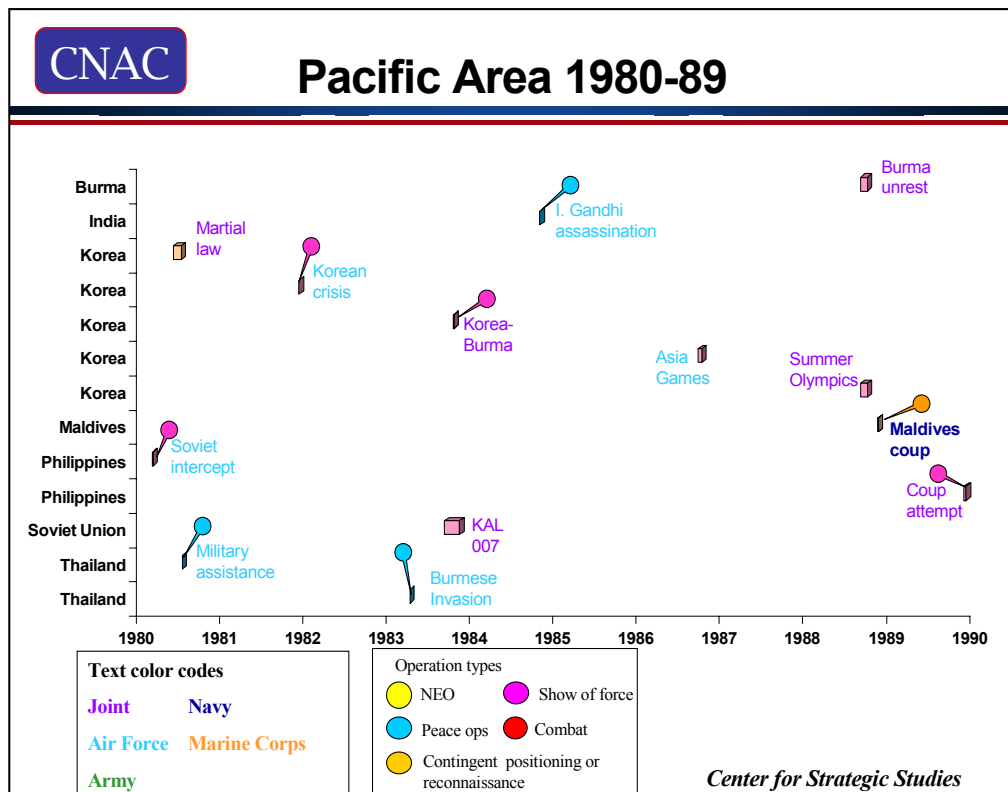 CNAC
Pacific Area 1980-89
Burma
India
Korea
Korea
Korea
Korea
Korea
Maldives
Philippines
Philippines
Soviet Union
Thailand
Thailand
Burma
unrest
I. Gandhi
assassination
Martial
law
Korean
crisis
Korea-
Burma
Asia
Games
Summer
Olympics
Maldives
coup
Soviet
intercept
Coup
attempt
KAL
007
Military
assistance
Burmese
Invasion
1980 1981 1982 1983 1984 1985 1986 1987 1988 1989 1990
Text color codes
Joint Navy
Air Force Marine Corps
Army
Operation types
NEO Show of force
Peace ops Combat
Contingent positioning or
reconnaissance
Center for Strategic Studies